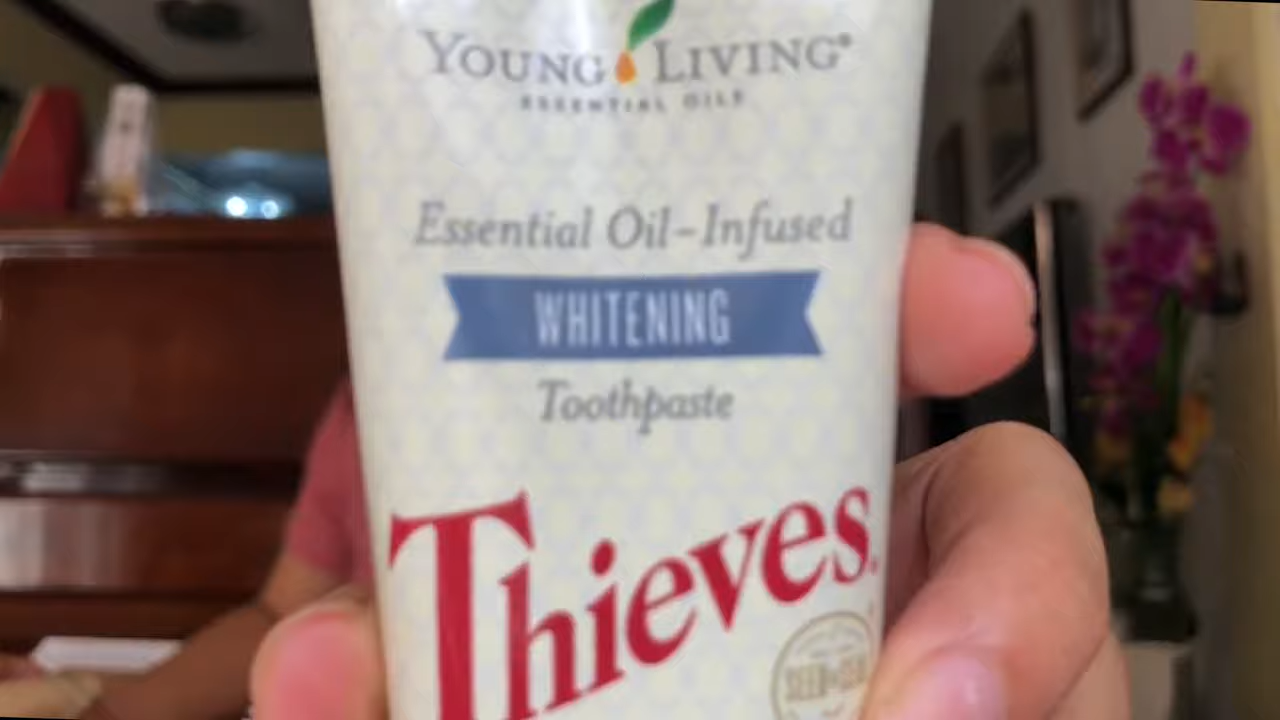 YOUNG LIVING®
ESSENTIAL OILS
Essential Oil-Infused
WHITENING
Toothpaste
Thieves®